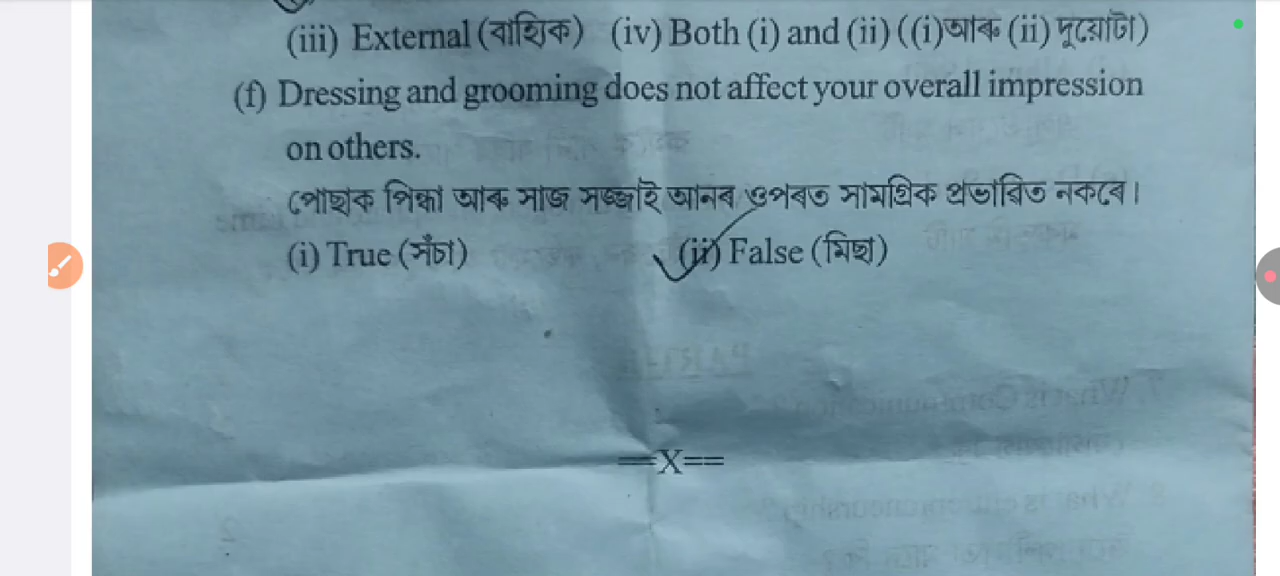 (iii) External (বাহ্যিক) (iv) Both (i) and (ii) ((i)আৰু (ii) দুয়োটা)
(f) Dressing and grooming does not affect your overall impression
on others.
পোছাক পিন্ধা আৰু সাজ সজ্জাই আনৰ ওপৰত সামগ্ৰিক প্ৰভাৱিত নকৰে।
(i) True (সঁচা) (ii) False (মিছা)
=X==